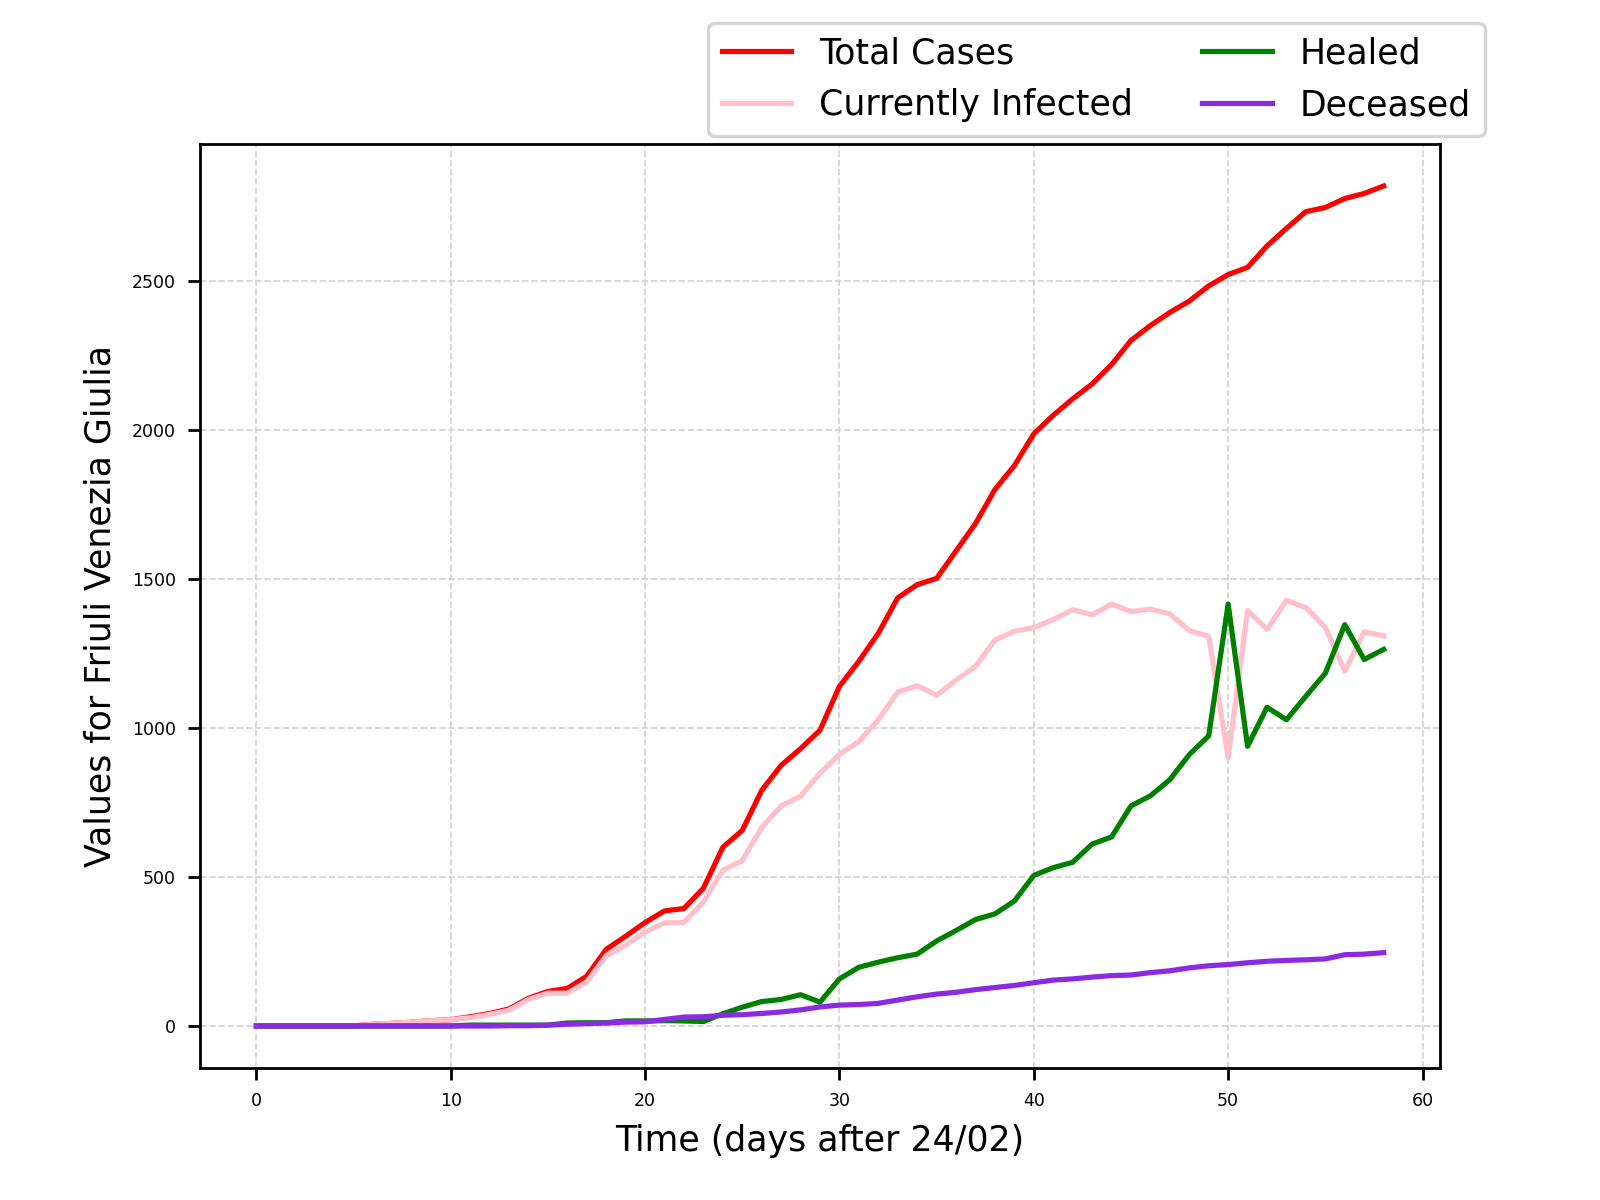 Total Cases
Currently Infected
Healed
Deceased
Values for Friuli Venezia Giulia
2500
2000
1500
1000
500
0
0 10 20 30 40 50 60
Time (days after 24/02)